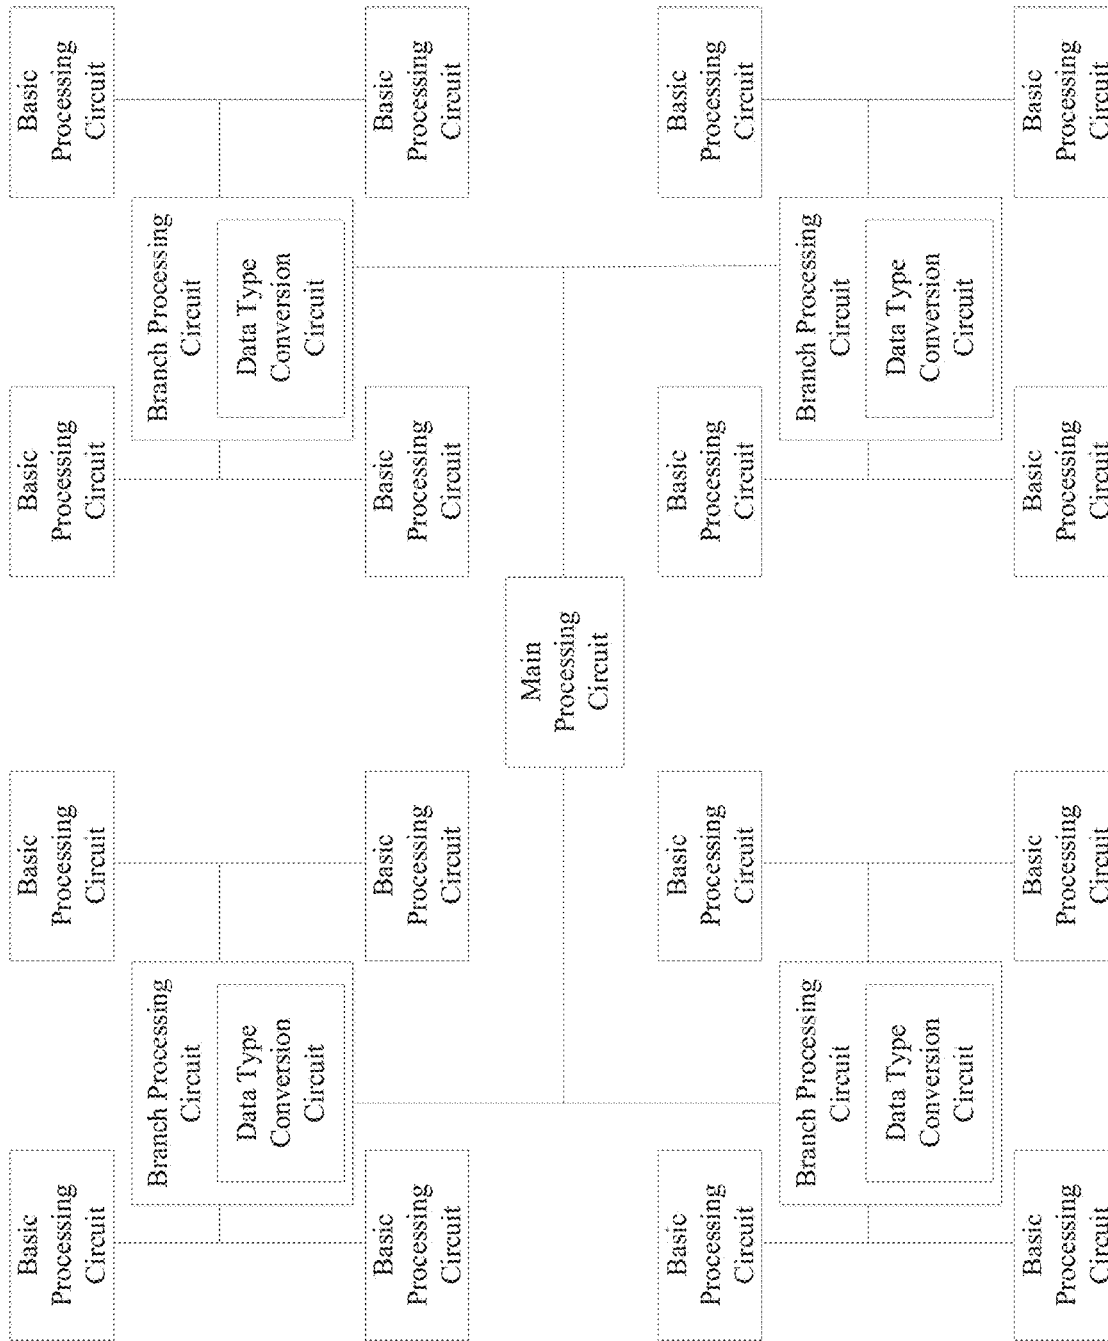 Basic
Processing
Circuit
Basic
Processing
Circuit
Basic
Processing
Circuit
Basic
Processing
Circuit
Branch Processing
Circuit
Data Type
Conversion
Circuit
Branch Processing
Circuit
Data Type
Conversion
Circuit
Basic
Processing
Circuit
Basic
Processing
Circuit
Basic
Processing
Circuit
Basic
Processing
Circuit
Main
Processing
Circuit
Basic
Processing
Circuit
Basic
Processing
Circuit
Basic
Processing
Circuit
Basic
Processing
Circuit
Branch Processing
Circuit
Data Type
Conversion
Circuit
Branch Processing
Circuit
Data Type
Conversion
Circuit
Basic
Processing
Circuit
Basic
Processing
Circuit
Basic
Processing
Circuit
Basic
Processing
Circuit